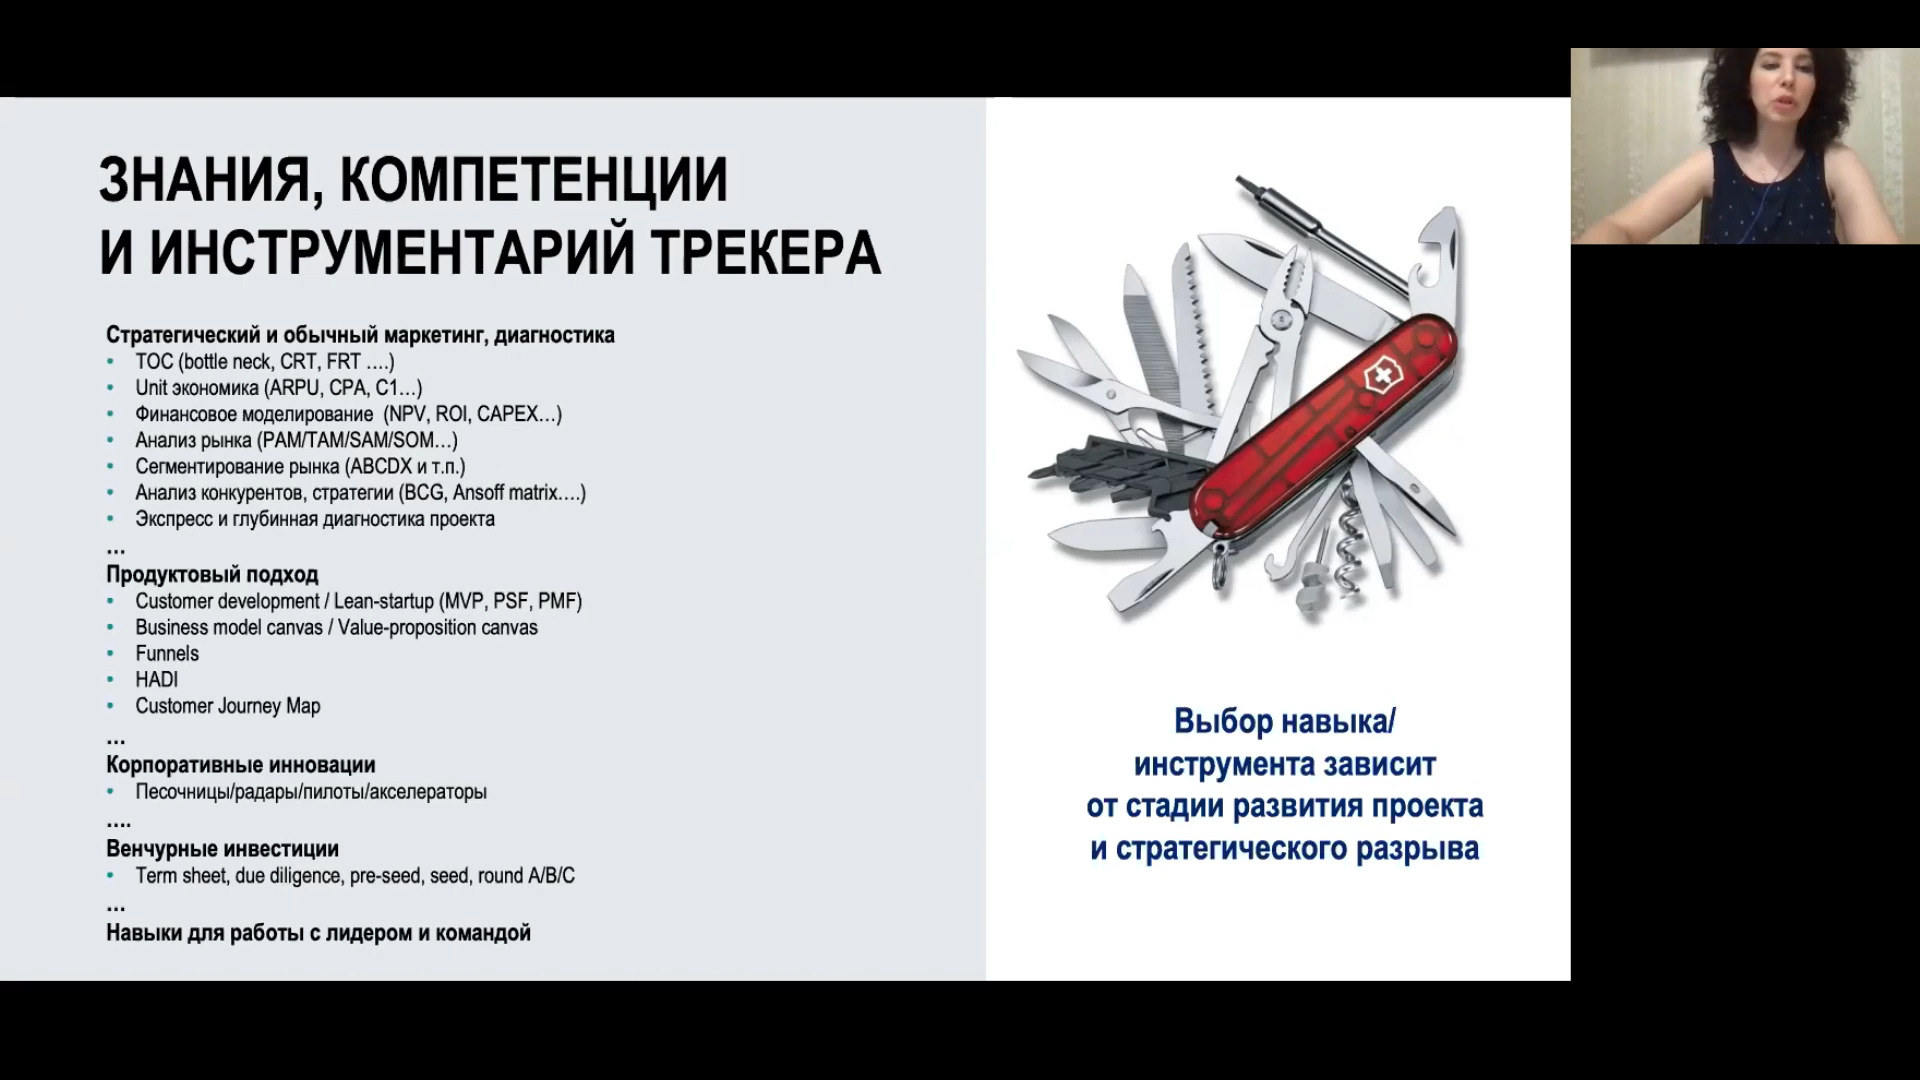 ЗНАНИЯ, КОМПЕТЕНЦИИ
И ИНСТРУМЕНТАРИЙ ТРЕКЕРА
Стратегический и обычный маркетинг, диагностика
• TOC (bottle neck, CRT, FRT ….)
• Unit экономика (ARPU, CPA, C1…)
• Финансовое моделирование (NPV, ROI, CAPEX…)
• Анализ рынка (PAM/TAM/SAM/SOM…)
• Сегментирование рынка (ABCDX и т.п.)
• Анализ конкурентов, стратегии (BCG, Ansoff matrix….)
• Экспресс и глубинная диагностика проекта
…
Продуктовый подход
• Customer development / Lean-startup (MVP, PSF, PMF)
• Business model canvas / Value-proposition canvas
• Funnels
• HADI
• Customer Journey Map
…
Корпоративные инновации
• Песочницы/радары/пилоты/акселераторы
….
Венчурные инвестиции
• Term sheet, due diligence, pre-seed, seed, round A/B/C
…
Навыки для работы с лидером и командой
Выбор навыка/
инструмента зависит
от стадии развития проекта
и стратегического разрыва